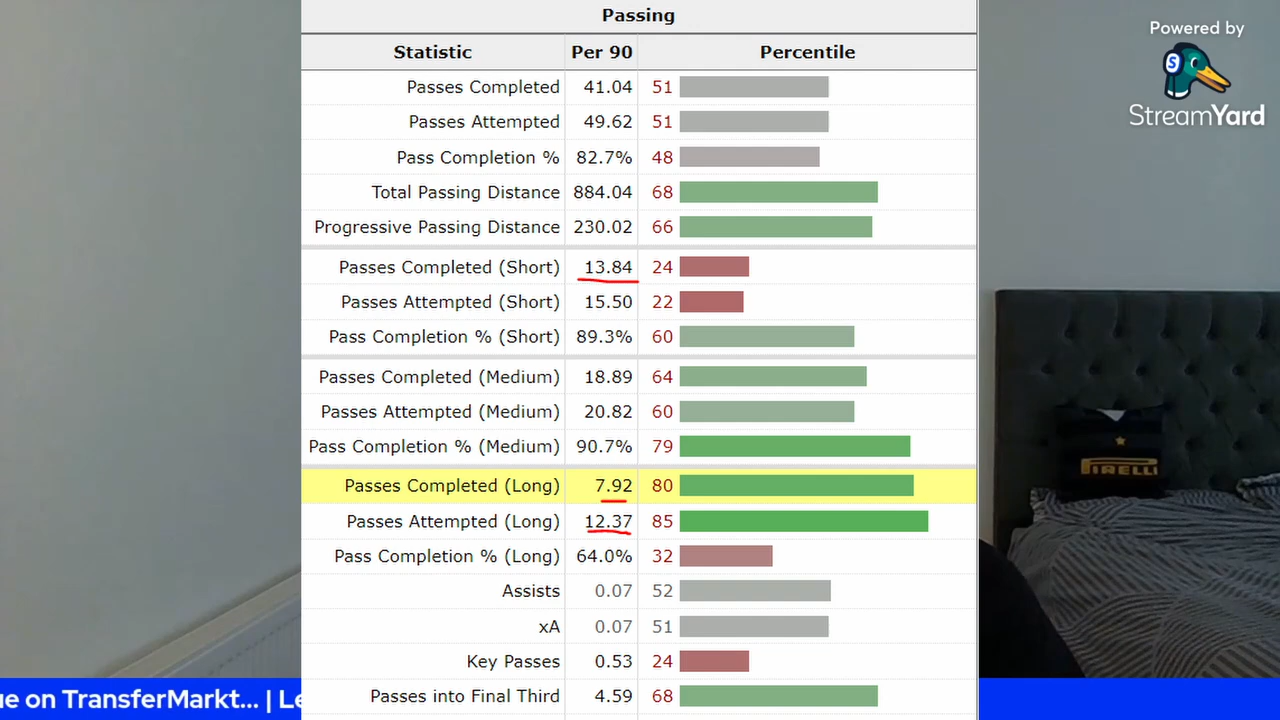 Passing
Statistic Per 90 Percentile
Passes Completed 41.04 51
Passes Attempted 49.62 51
Pass Completion % 82.7% 48
Total Passing Distance 884.04 68
Progressive Passing Distance 230.02 66
Passes Completed (Short) 13.84 24
Passes Attempted (Short) 15.50 22
Pass Completion % (Short) 89.3% 60
Passes Completed (Medium) 18.89 64
Passes Attempted (Medium) 20.82 60
Pass Completion % (Medium) 90.7% 79
Passes Completed (Long) 7.92 80
Passes Attempted (Long) 12.37 85
Pass Completion % (Long) 64.0% 32
Assists 0.07 52
xA 0.07 51
Key Passes 0.53 24
Passes into Final Third 4.59 68
Powered by
S
StreamYard
IRELLI
ue on TransferMarkt... | Le